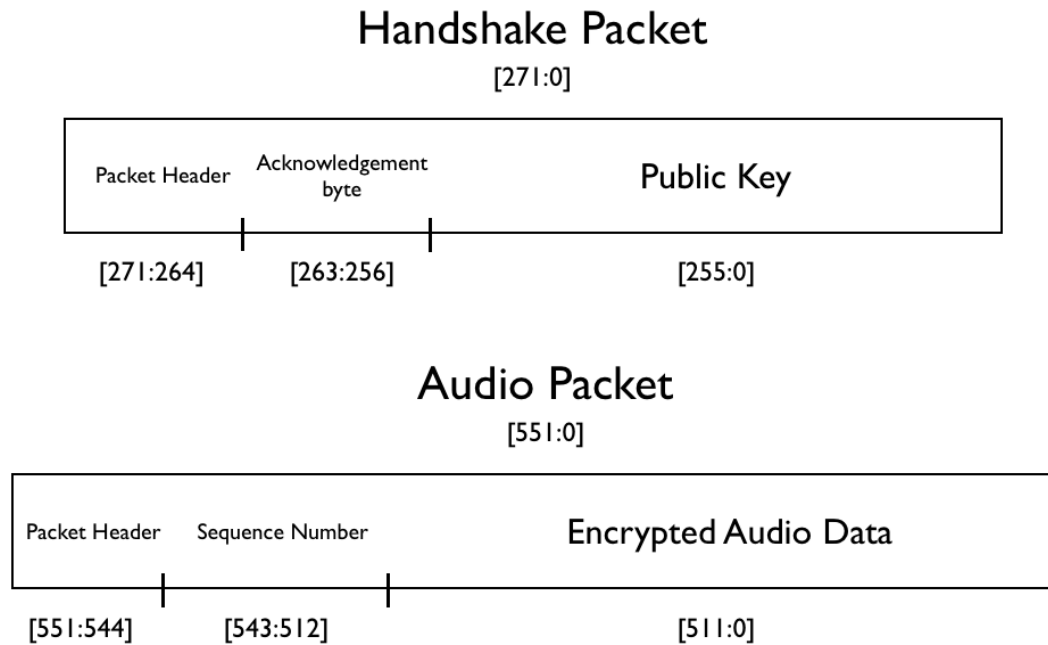 Handshake Packet
[271:0]
Packet Header
Acknowledgement
byte
Public Key
[271:264]
[263:256]
[255:0]
Audio Packet
[551:0]
Packet Header
Sequence Number
Encrypted Audio Data
[551:544]
[543:512]
[511:0]